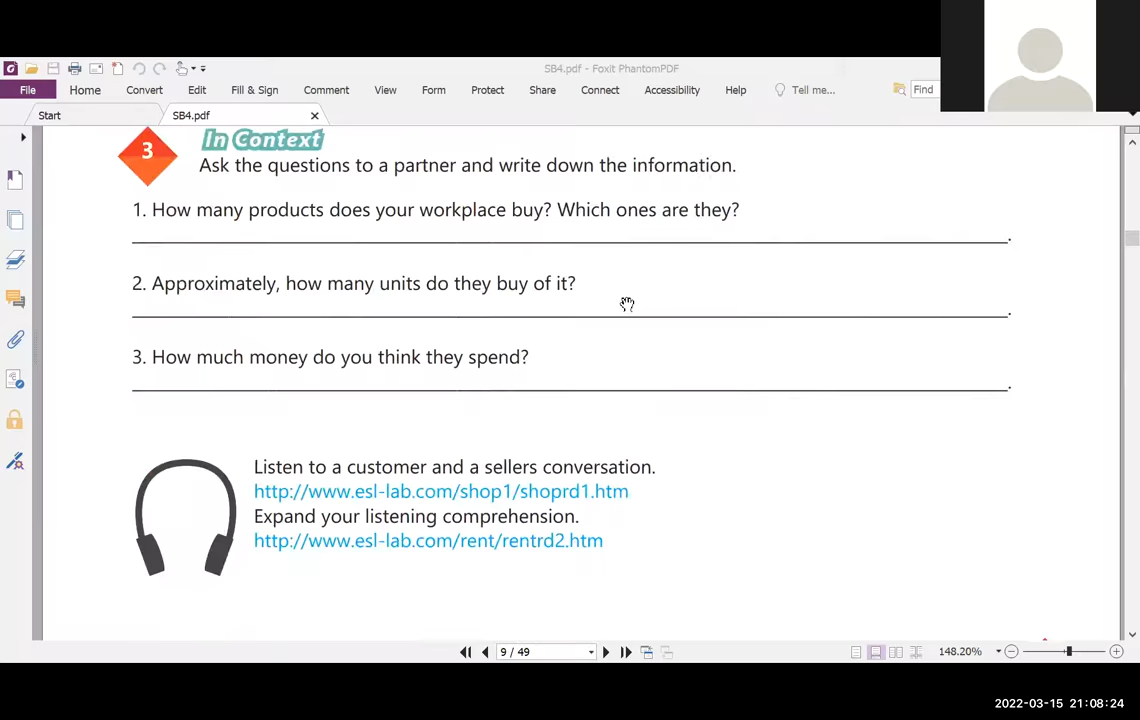 SB4.pdf - Foxit PhantomPDF
File Home Convert Edit Fill & Sign Comment View Form Protect Share Connect Accessibility Help Tell me... Find
Start SB4.pdf
3
In Context
Ask the questions to a partner and write down the information.
1. How many products does your workplace buy? Which ones are they?
2. Approximately, how many units do they buy of it?
3. How much money do you think they spend?
Listen to a customer and a sellers conversation.
http://www.esl-lab.com/shop1/shoprd1.htm
Expand your listening comprehension.
http://www.esl-lab.com/rent/rentrd2.htm
9 / 49
148.20%
2022-03-15 21:08:24